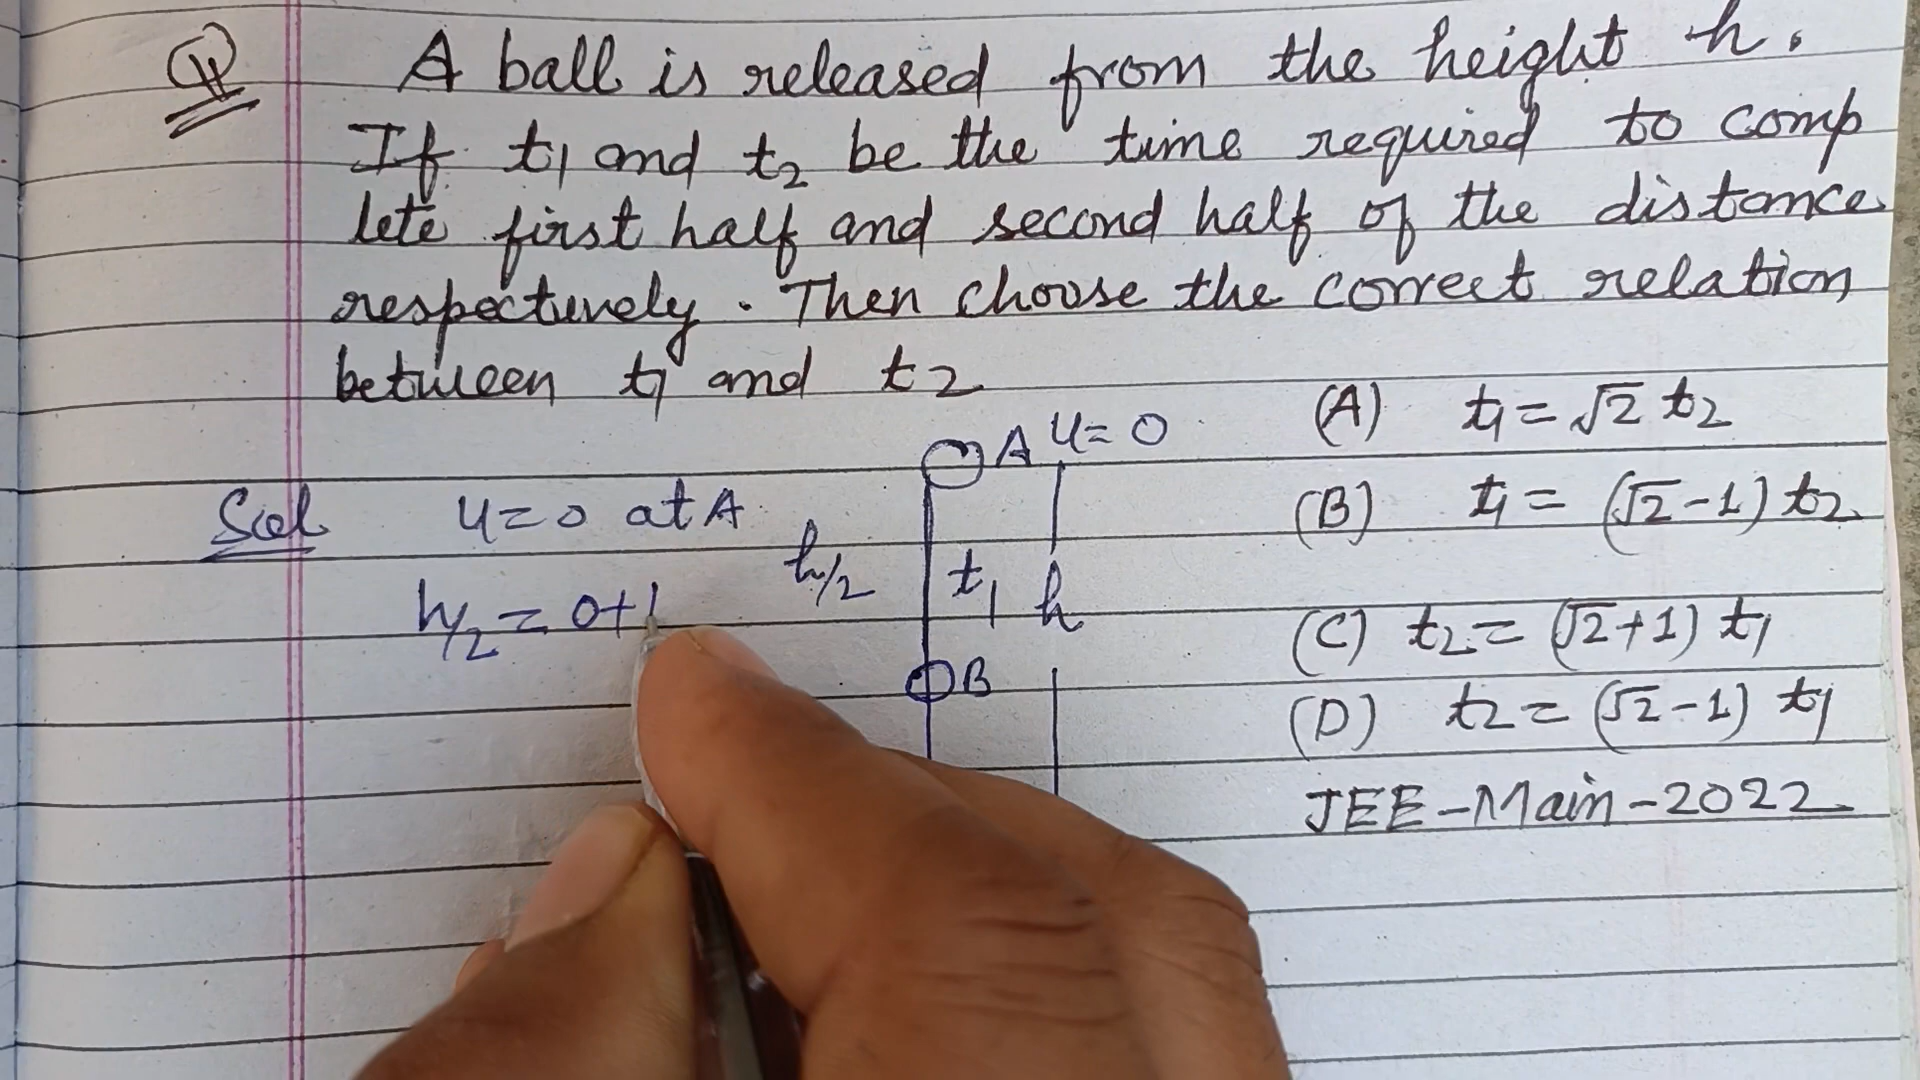 Q
A ball is released from the height h.
If t1 and t2 be the time required to comp
lete first half and second half of the distance
respectively. Then choose the correct relation
between t1 and t2
(A) t1 = √2 t2
(B) t1 = (√2-1) t2
(C) t2 = (√2+1) t1
(D) t2 = (√2-1) t1
JEE-Main-2022
Sol u=0 at A
h/2 = 0+1
A u=0
h/2 t1 h
B